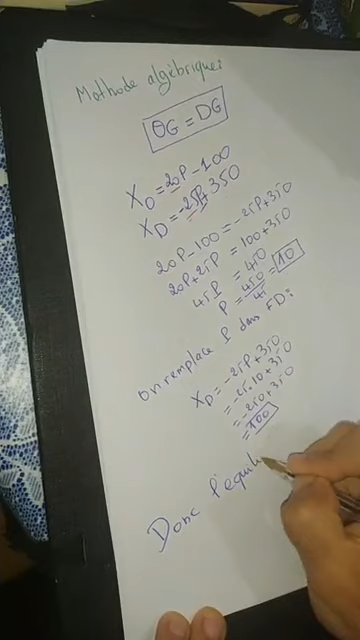 Méthode algébrique:
OG = DG
XO = 20P - 100
XD = -25P + 350
20P - 100 = -25P + 350
20P + 25P = 100 + 350
45P = 450
P = 450/45 = 10
on remplace P dans FD:
XD = -25P + 350
= -25.10 + 350
= -250 + 350
= 100
Donc l'équili